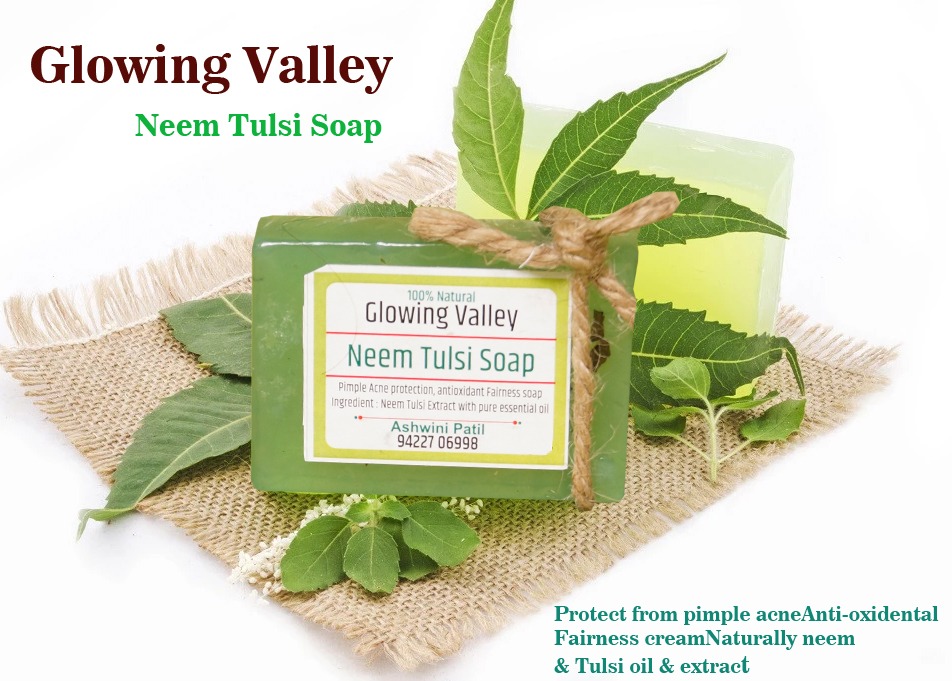 Glowing Valley
Neem Tulsi Soap
100% Natural
Glowing Valley
Neem Tulsi Soap
Pimple Acne protection, antioxidant Fairness soap
Ingredient : Neem Tulsi Extract with pure essential oil
Ashwini Patil
94227 06998
Protect from pimple acneAnti-oxidental
Fairness creamNaturally neem
& Tulsi oil & extract